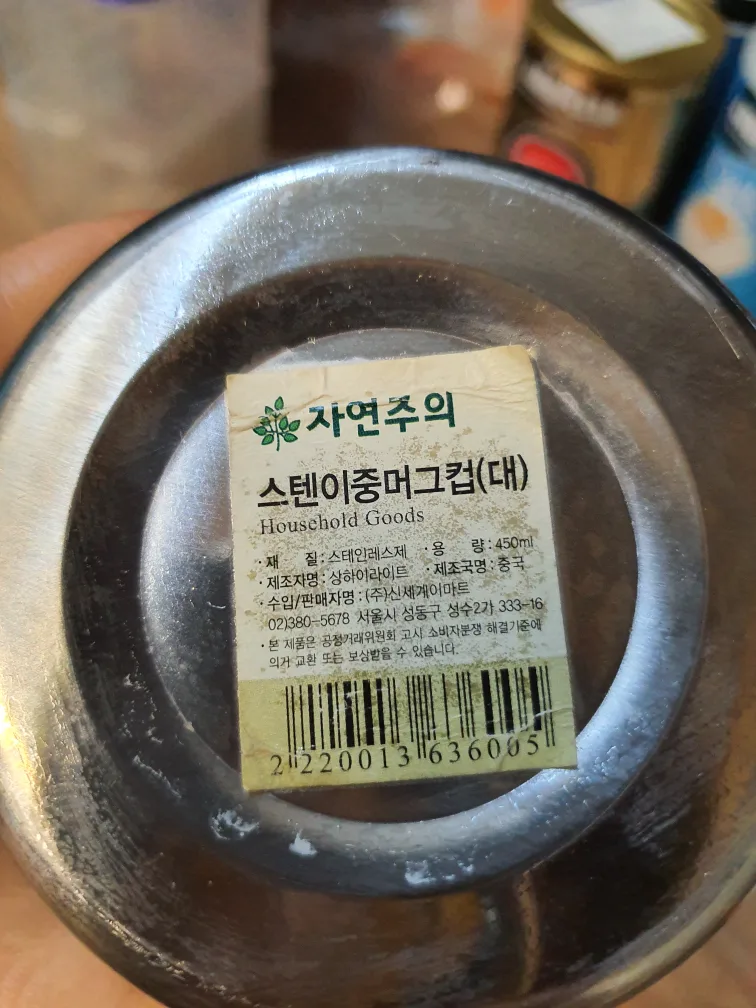 자연주의
스텐이중머그컵(대)
Household Goods
·재 질:스테인레스제 ·용 량:450ml
·제조자명:상하이라이트 ·제조국명:중국
·수입/판매자명:(주)신세계이마트
02)380-5678 서울시 성동구 성수2가 333-16
·본 제품은 공정거래위원회 고시 소비자분쟁 해결기준에
의거 교환 또는 보상받을 수 있습니다.
2 220013 636005